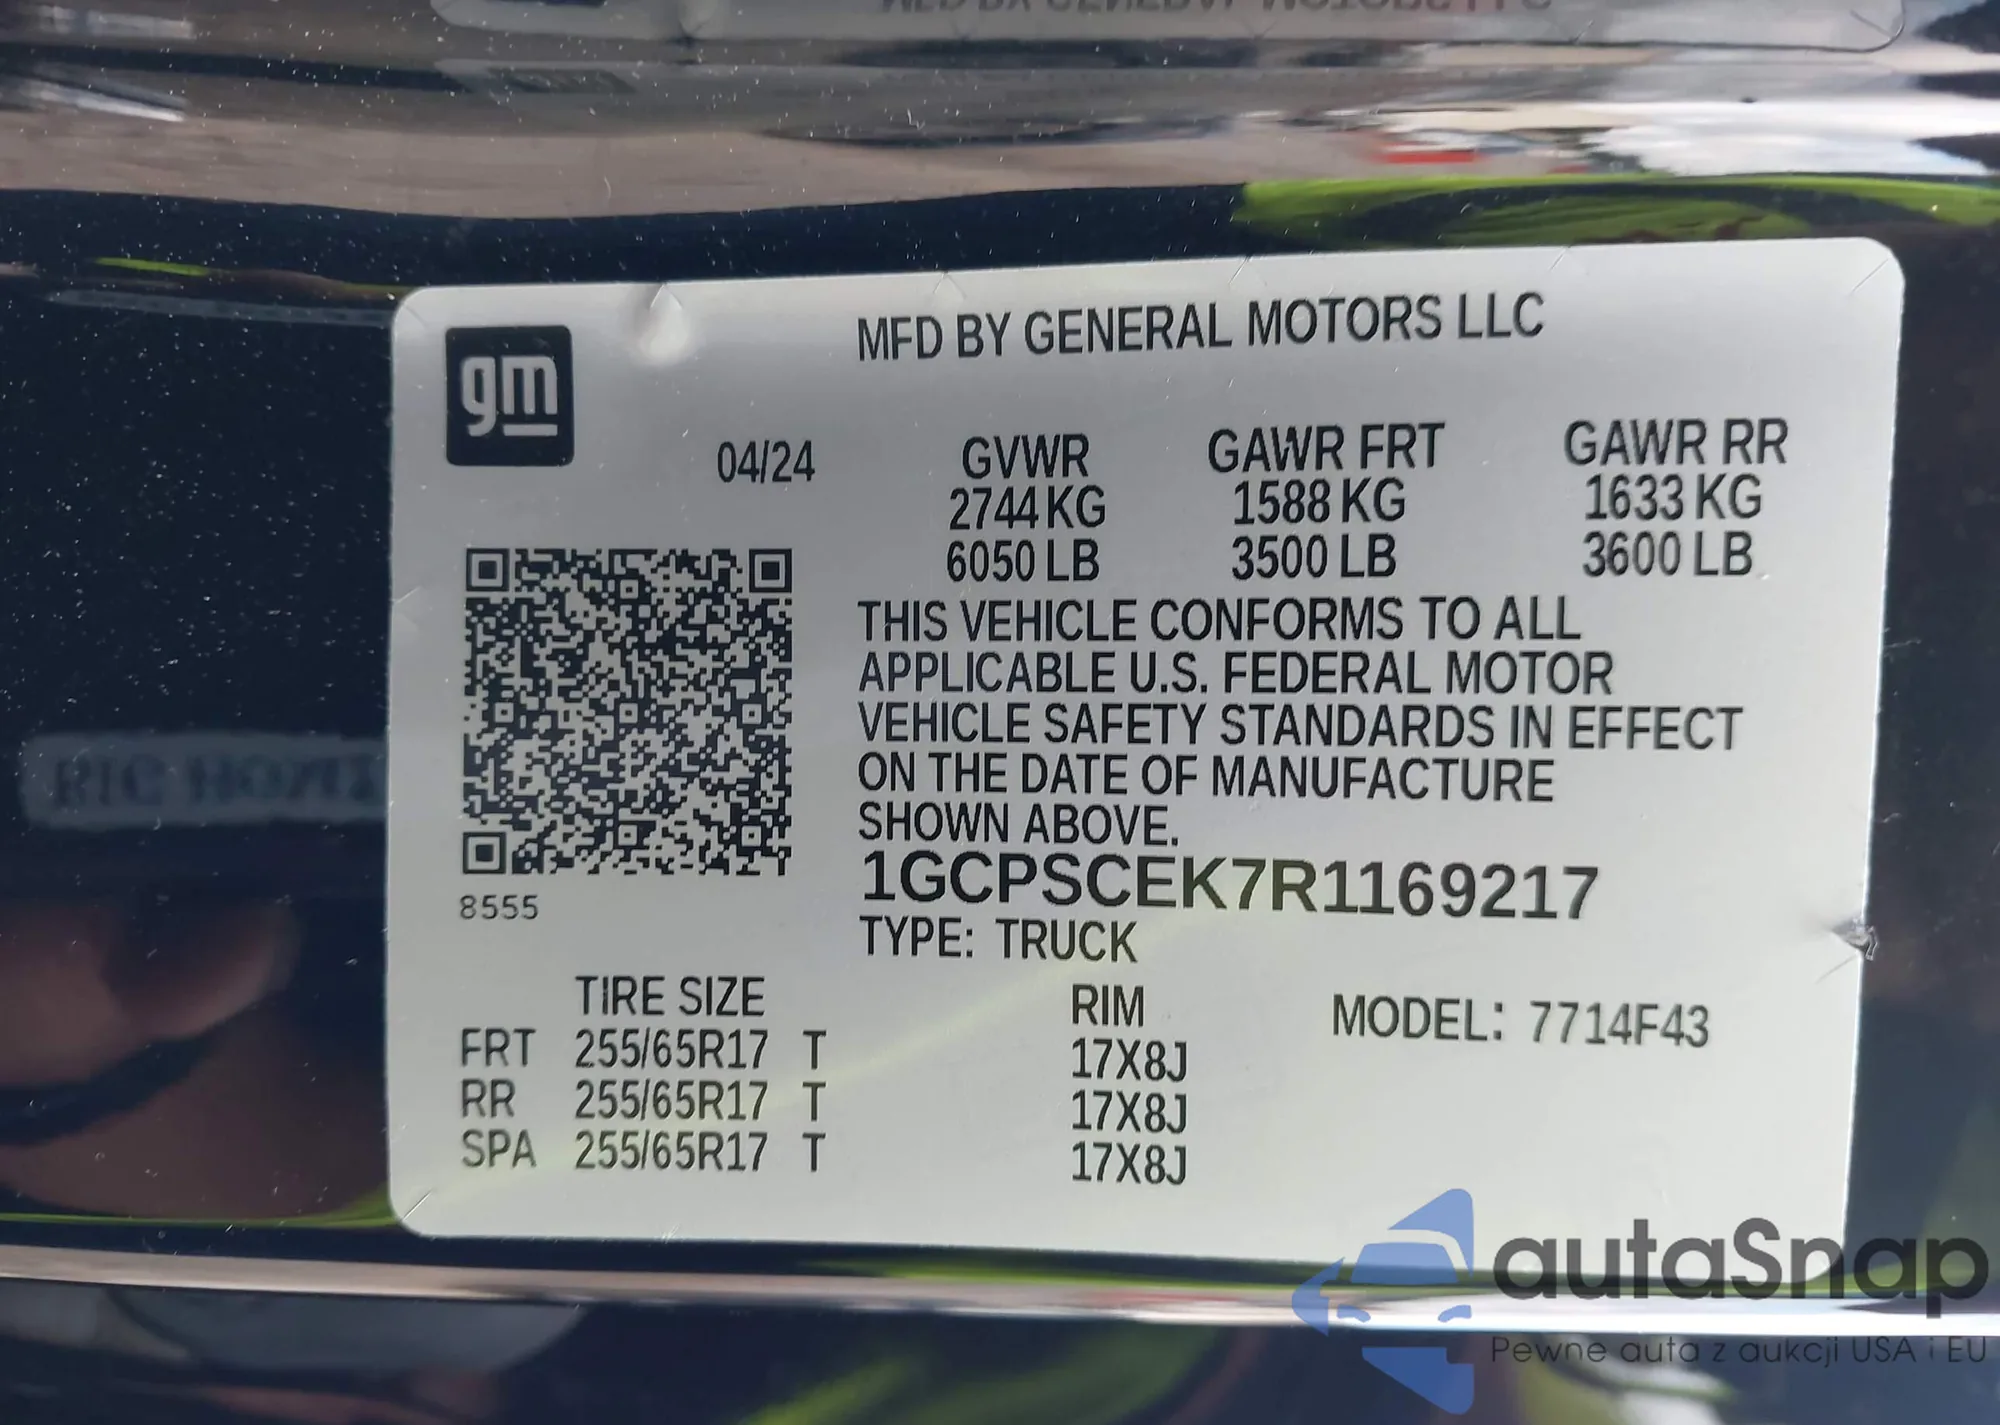 MFD BY GENERAL MOTORS LLC
gm
04/24
GVWR GAWR FRT GAWR RR
2744 KG 1588 KG 1633 KG
6050 LB 3500 LB 3600 LB
THIS VEHICLE CONFORMS TO ALL
APPLICABLE U.S. FEDERAL MOTOR
VEHICLE SAFETY STANDARDS IN EFFECT
ON THE DATE OF MANUFACTURE
SHOWN ABOVE.
1GCPSCEK7R1169217
8555
TYPE: TRUCK
TIRE SIZE RIM MODEL: 7714F43
FRT 255/65R17 T 17X8J
RR 255/65R17 T 17X8J
SPA 255/65R17 T 17X8J
autaSnap
Pewne auta z aukcji USA i EU